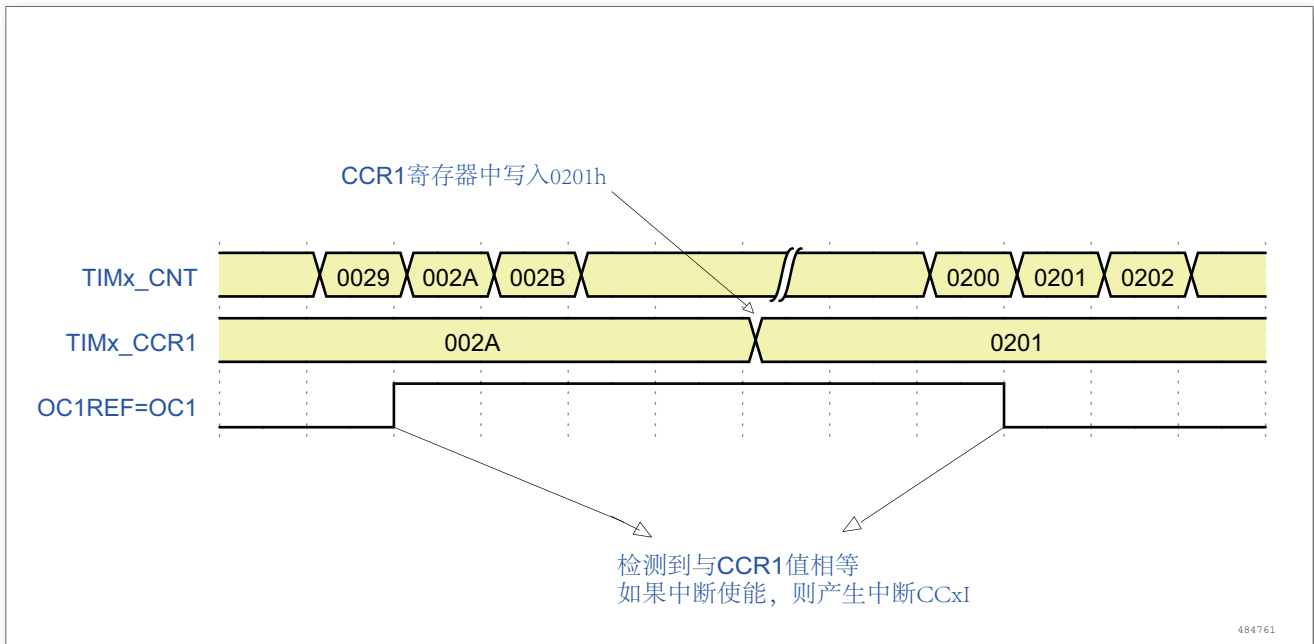 CCR1寄存器中写入0201h
TIMx_CNT 0029 002A 002B 0200 0201 0202
TIMx_CCR1 002A 0201
OC1REF=OC1
检测到与CCR1值相等
如果中断使能，则产生中断CCxI
484761